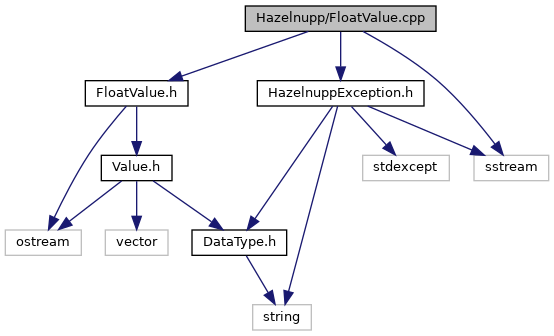 Hazelnupp/FloatValue.cpp
FloatValue.h
HazelnuppException.h
Value.h
stdexcept
sstream
ostream
vector
DataType.h
string